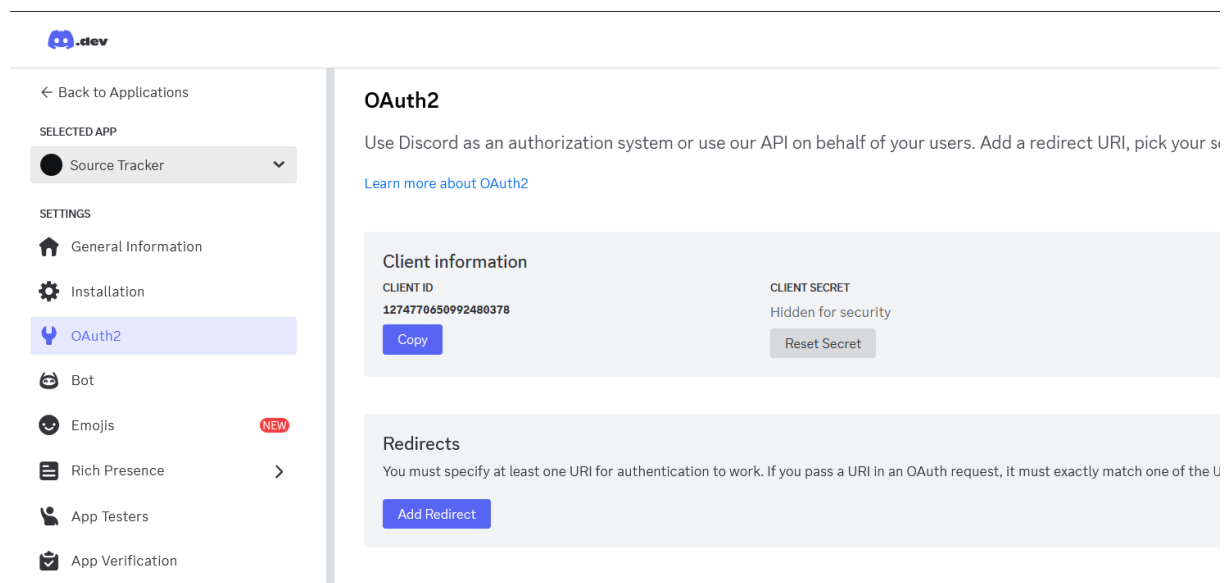 .dev
Back to Applications
SELECTED APP
Source Tracker
SETTINGS
General Information
Installation
OAuth2
Bot
Emojis
NEW
Rich Presence
App Testers
App Verification
OAuth2
Use Discord as an authorization system or use our API on behalf of your users. Add a redirect URI, pick your
Learn more about OAuth2
Client information
CLIENT ID
1274770650992480378
Copy
CLIENT SECRET
Hidden for security
Reset Secret
Redirects
You must specify at least one URI for authentication to work. If you pass a URI in an OAuth request, it must exactly match one of the
Add Redirect